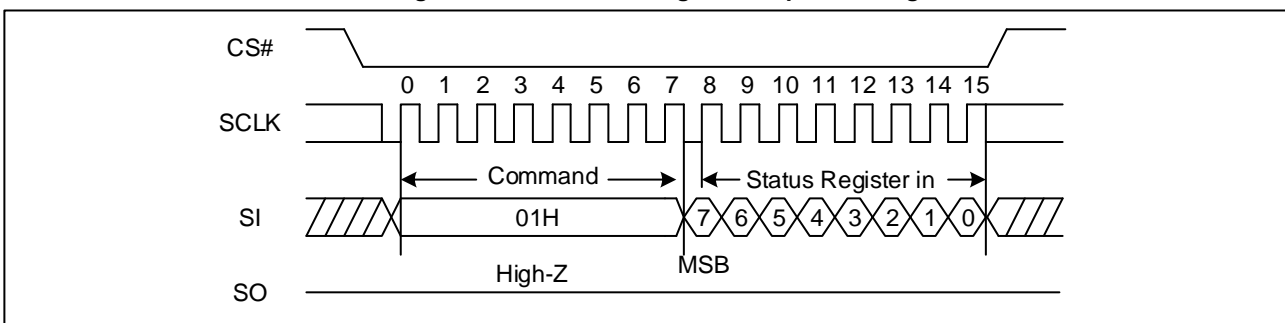 CS#
0 1 2 3 4 5 6 7 8 9 10 11 12 13 14 15
SCLK
Command
Status Register in
SI
01H
7 6 5 4 3 2 1 0
High-Z
MSB
SO